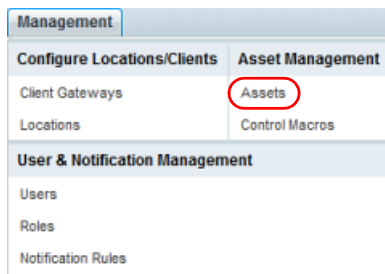 Management
Configure Locations/Clients
Asset Management
Client Gateways
Assets
Locations
Control Macros
User & Notification Management
Users
Roles
Notification Rules